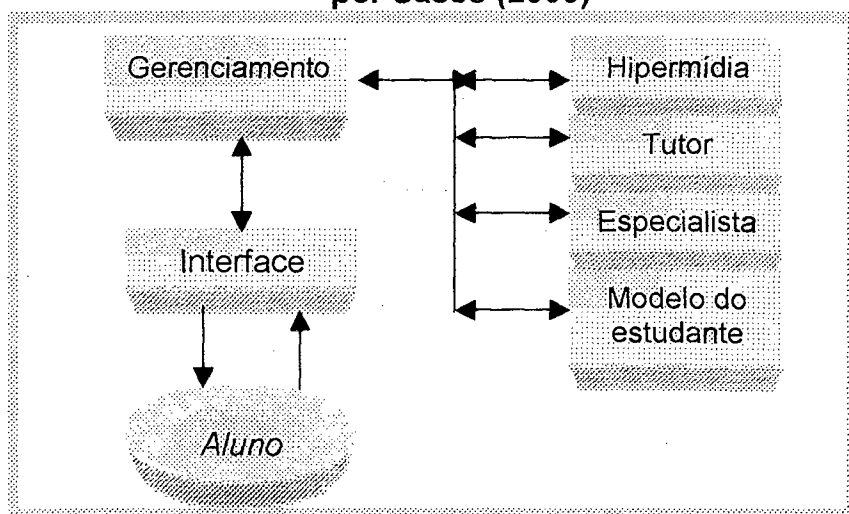 Gerenciamento
Hipermídia
Tutor
Especialista
Interface
Modelo do
estudante
Aluno